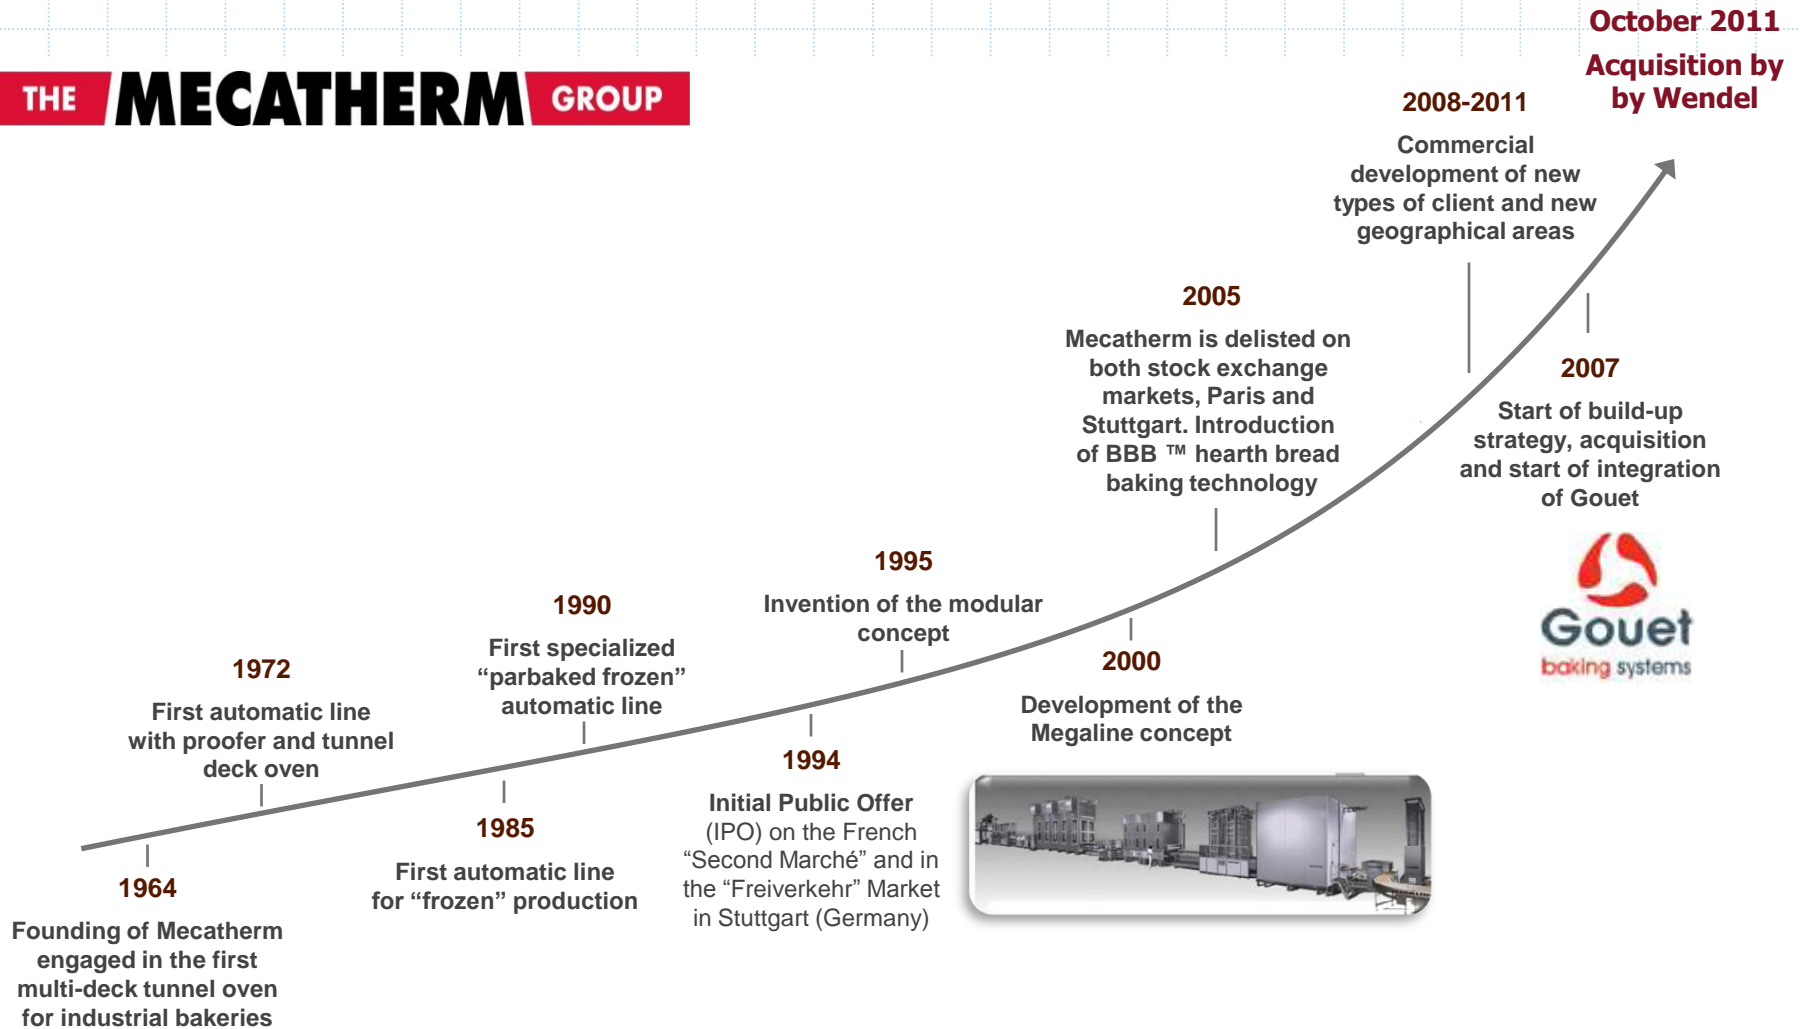 October 2011
Acquisition by
by Wendel
THE MECATHERM GROUP
2008-2011
Commercial
development of new
types of client and new
geographical areas
2005
Mecatherm is delisted on
both stock exchange
markets, Paris and
Stuttgart. Introduction
of BBB ™ hearth bread
baking technology
2007
Start of build-up
strategy, acquisition
and start of integration
of Gouet
Gouet
baking systems
1995
Invention of the modular
concept
1990
First specialized
“parbaked frozen”
automatic line
1972
First automatic line
with proofer and tunnel
deck oven
2000
Development of the
Megaline concept
1994
Initial Public Offer
(IPO) on the French
“Second Marché” and in
the “Freiverkehr” Market
in Stuttgart (Germany)
1985
First automatic line
for “frozen” production
1964
Founding of Mecatherm
engaged in the first
multi-deck tunnel oven
for industrial bakeries